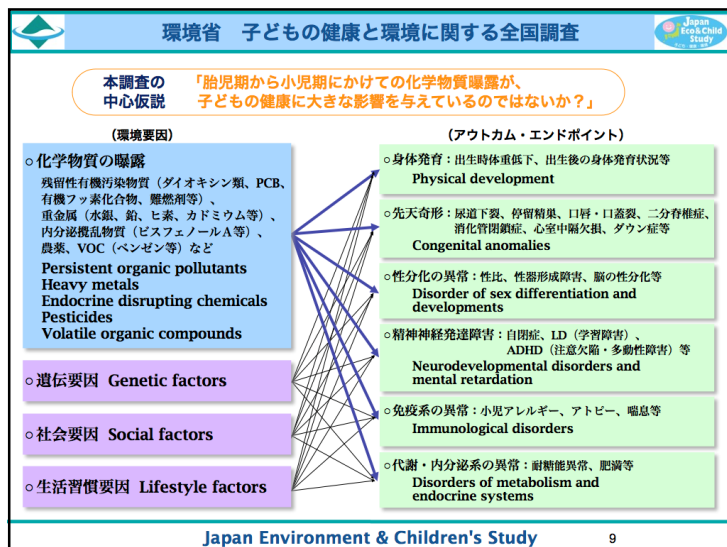 環境省 子どもの健康と環境に関する全国調査
Japan
Eco&Child
Study
子ども・健康・環境
本調査の
中心仮説
「胎児期から小児期にかけての化学物質曝露が、
子どもの健康に大きな影響を与えているのではないか？」
（環境要因）
○化学物質の曝露
残留性有機汚染物質（ダイオキシン類、PCB、
有機フッ素化合物、難燃剤等）、
重金属（水銀、鉛、ヒ素、カドミウム等）、
内分泌攪乱物質（ビスフェノールA等）、
農薬、VOC（ベンゼン等）など
Persistent organic pollutants
Heavy metals
Endocrine disrupting chemicals
Pesticides
Volatile organic compounds
○遺伝要因 Genetic factors
○社会要因 Social factors
○生活習慣要因 Lifestyle factors
（アウトカム・エンドポイント）
○身体発育：出生時体重低下、出生後の身体発育状況等
Physical development
○先天奇形：尿道下裂、停留精巣、口唇・口蓋裂、二分脊椎症、
消化管閉鎖症、心室中隔欠損、ダウン症等
Congenital anomalies
○性分化の異常：性比、性器形成障害、脳の性分化等
Disorder of sex differentiation and
developments
○精神神経発達障害：自閉症、LD（学習障害）、
ADHD（注意欠陥・多動性障害）等
Neurodevelopmental disorders and
mental retardation
○免疫系の異常：小児アレルギー、アトピー、喘息等
Immunological disorders
○代謝・内分泌系の異常：耐糖能異常、肥満等
Disorders of metabolism and
endocrine systems
Japan Environment & Children's Study
9